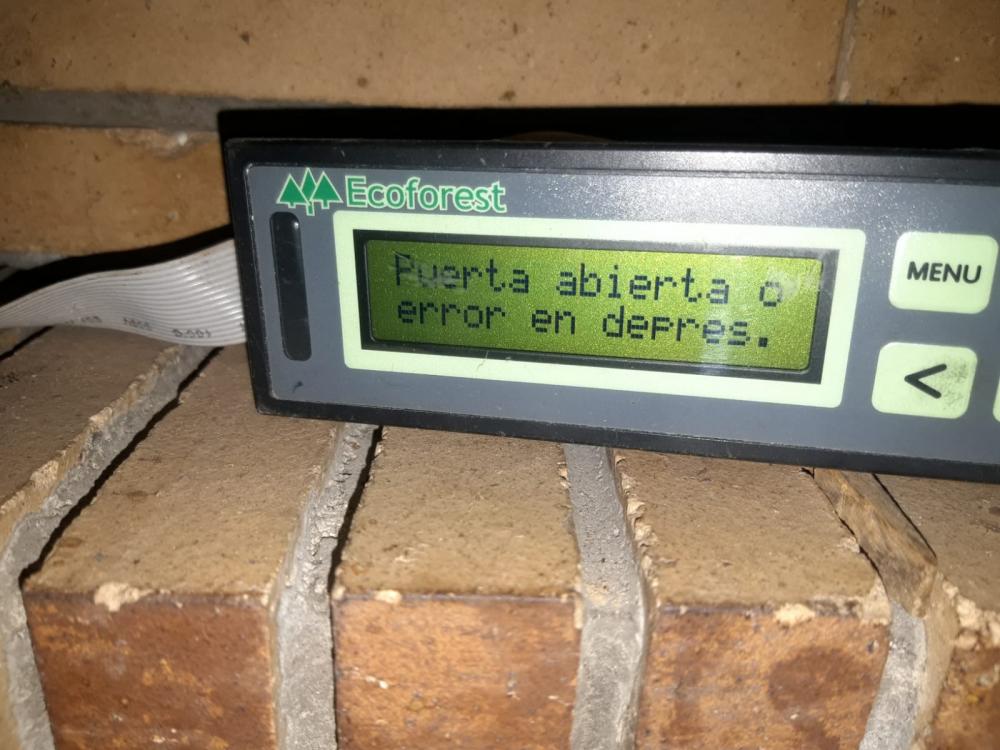 Ecoforest
Puerta abierta o
error en depres.
MENU
<